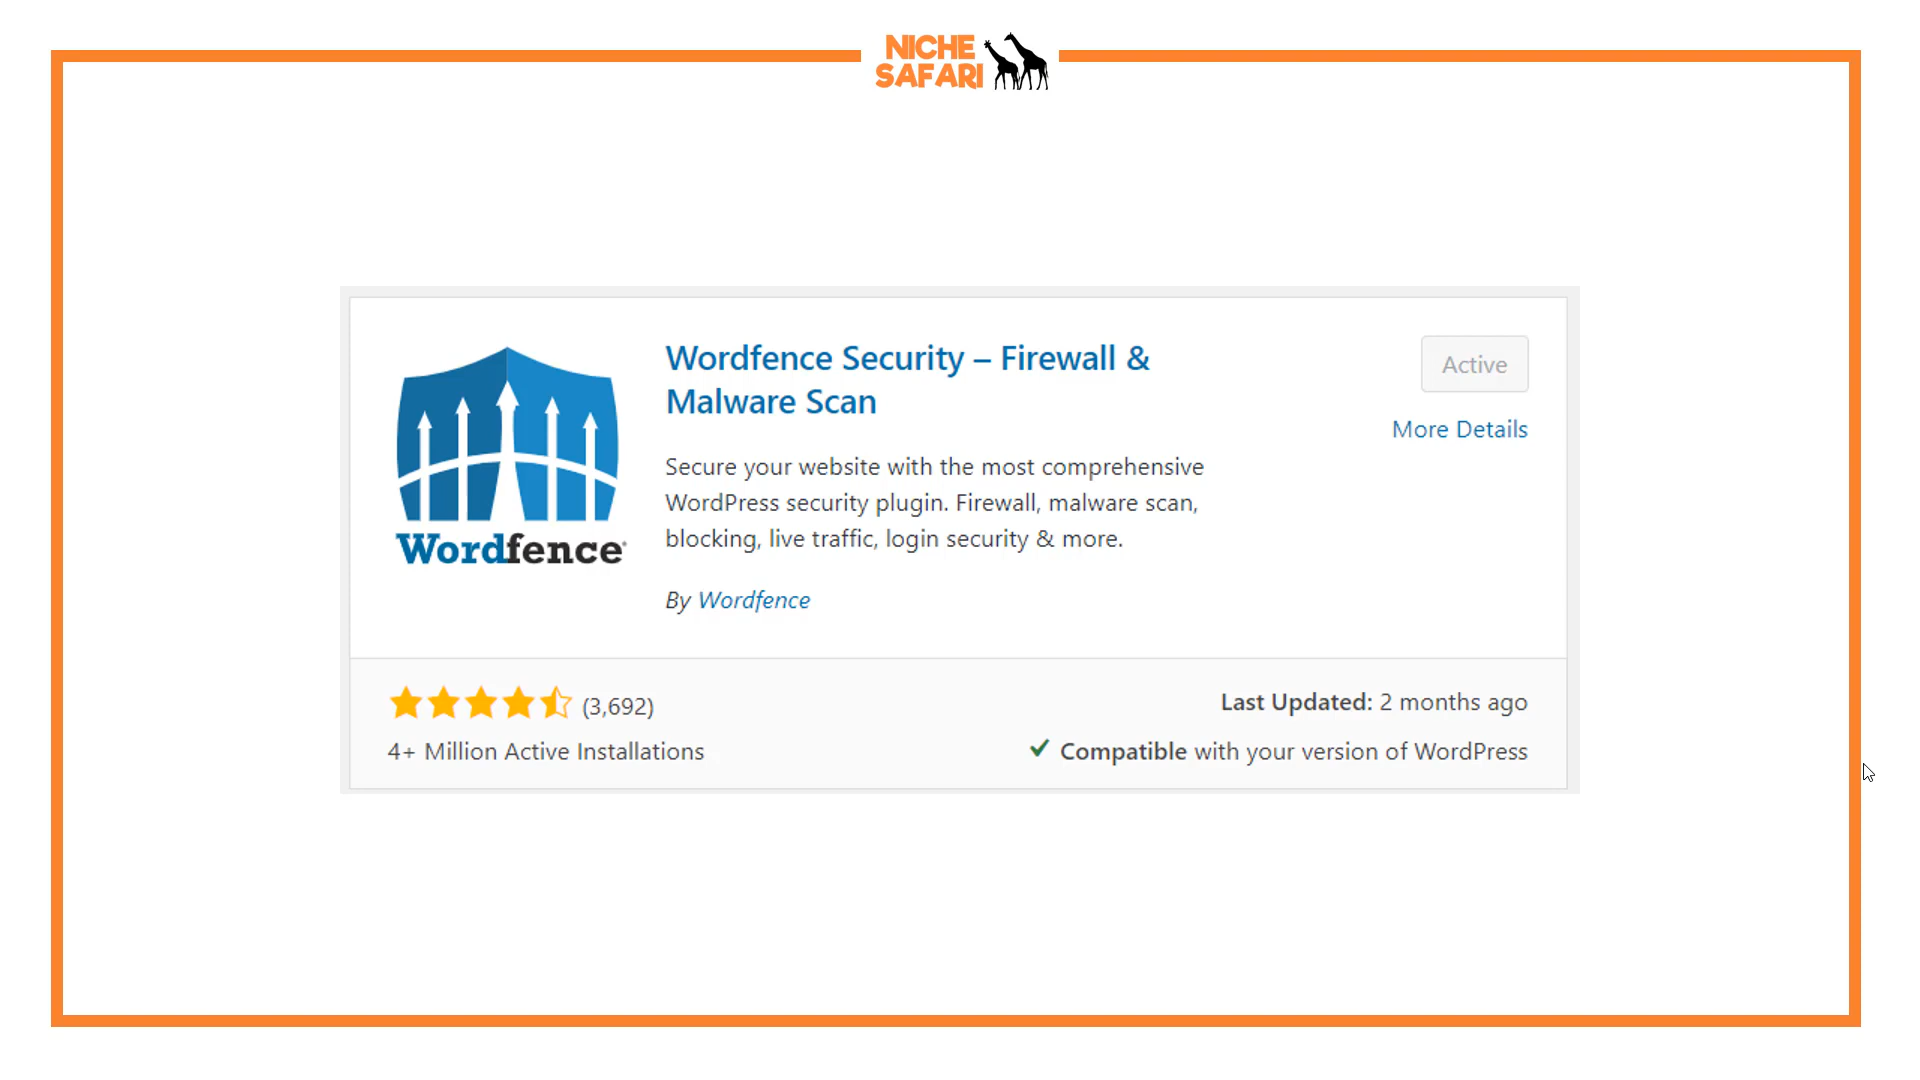 NICHE
SAFARI
Wordfence Security – Firewall &
Malware Scan
Active
More Details
Secure your website with the most comprehensive
WordPress security plugin. Firewall, malware scan,
blocking, live traffic, login security & more.
By Wordfence
Wordfence®
(3,692)
Last Updated: 2 months ago
4+ Million Active Installations
Compatible with your version of WordPress